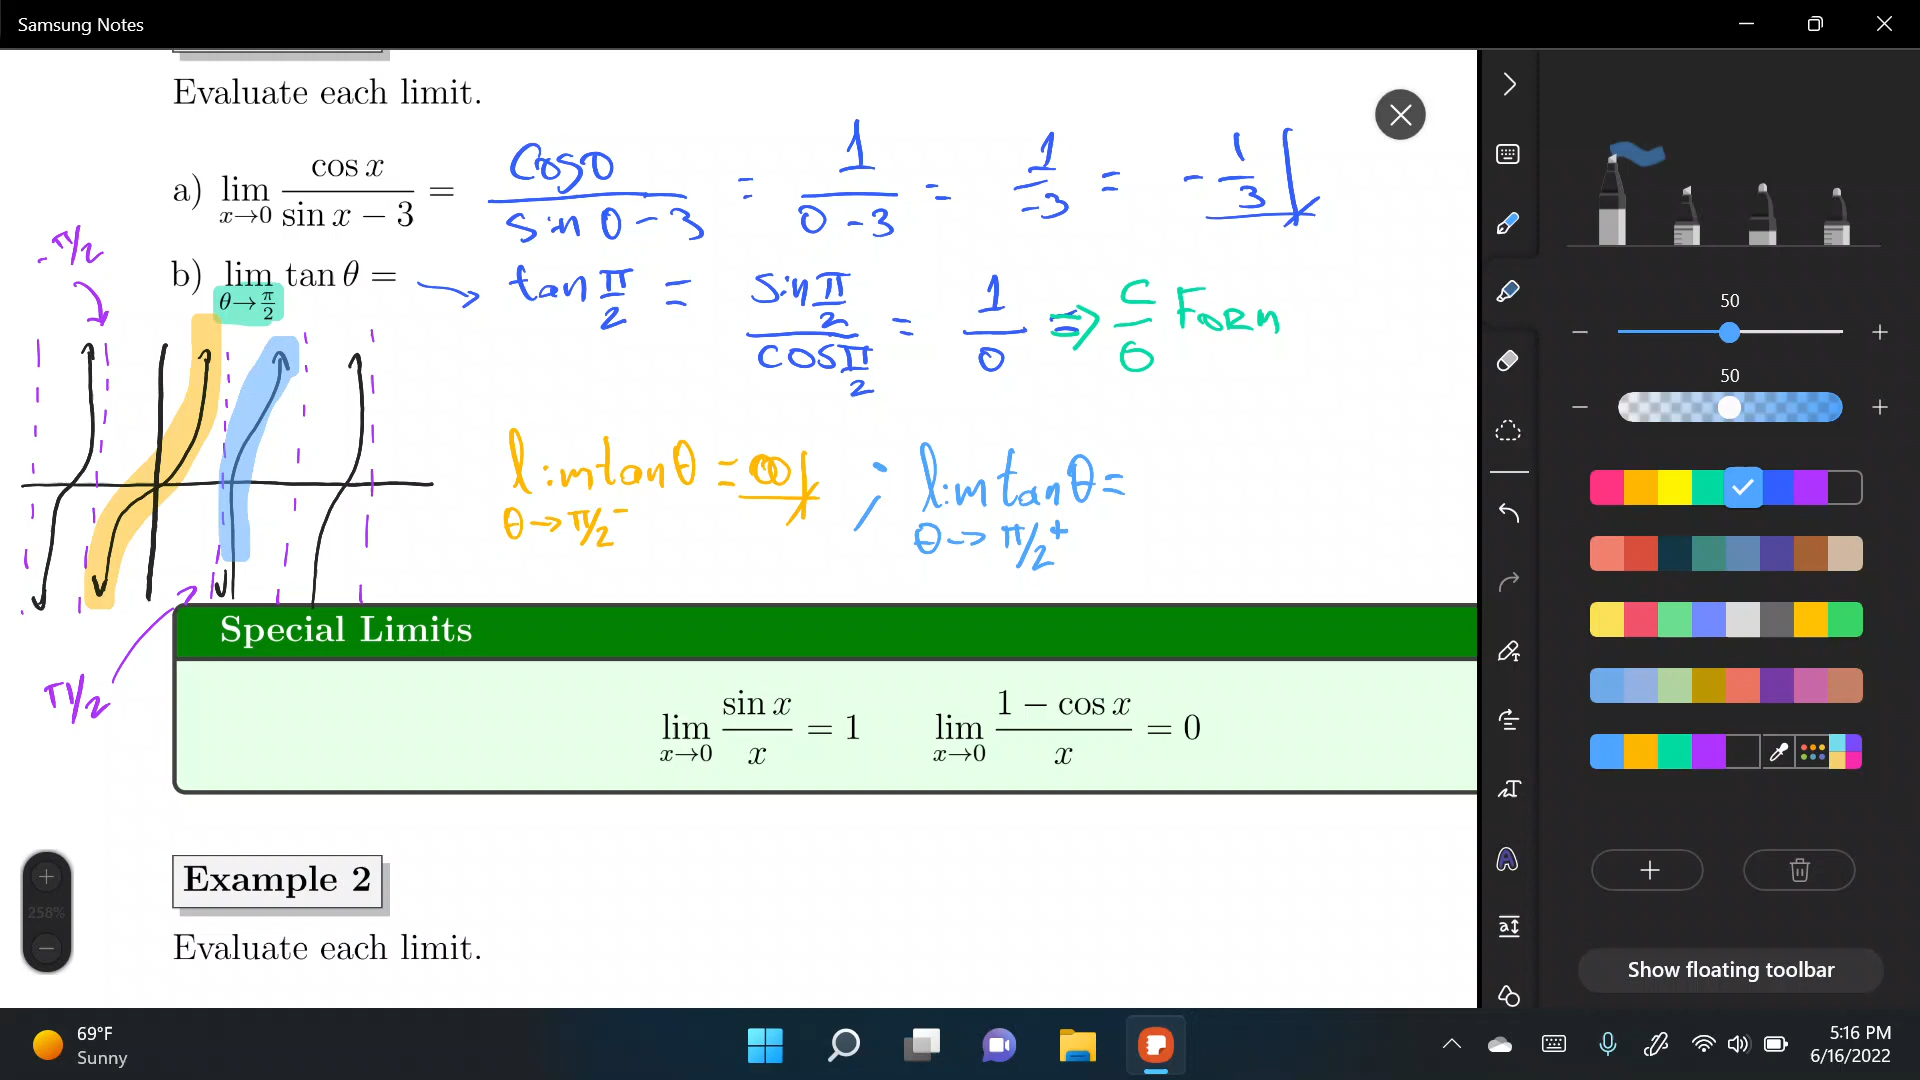 Samsung Notes
Evaluate each limit.
a) lim x→0 cos x / sin x − 3 = cos 0 / sin 0 − 3 = 1 / 0 − 3 = 1 / −3 = − 1 / 3
−π/2
b) lim θ→π/2 tan θ = → tan π/2 = sin π/2 / cos π/2 = 1 / 0 ⇒ C / 0 Form
lim θ→π/2⁻ tan θ = ∞ ; lim θ→π/2⁺ tan θ =
π/2
Special Limits
lim x→0 sin x / x = 1 lim x→0 1 − cos x / x = 0
Example 2
Evaluate each limit.
258%
50
50
Show floating toolbar
69°F
Sunny
5:16 PM
6/16/2022